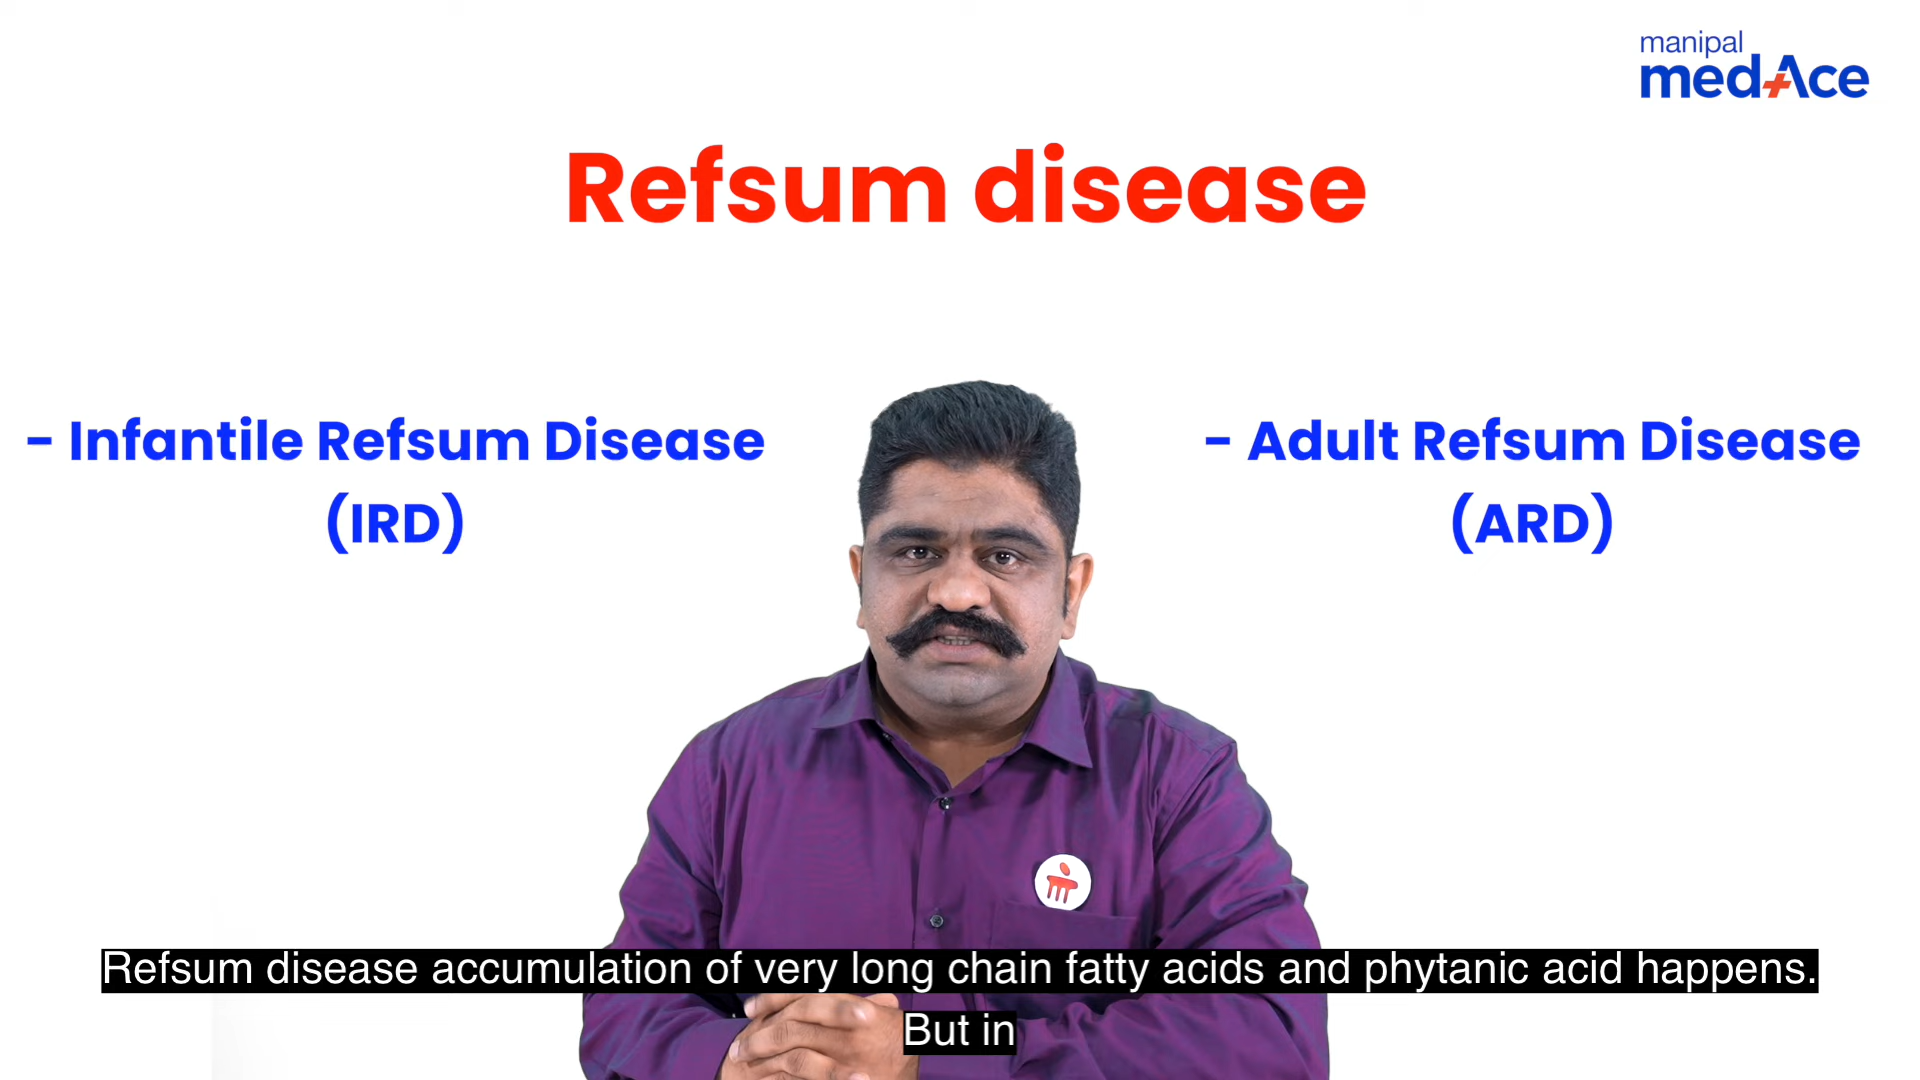 manipal
medAce
Refsum disease
- Infantile Refsum Disease
(IRD)
- Adult Refsum Disease
(ARD)
Refsum disease accumulation of very long chain fatty acids and phytanic acid happens.
But in